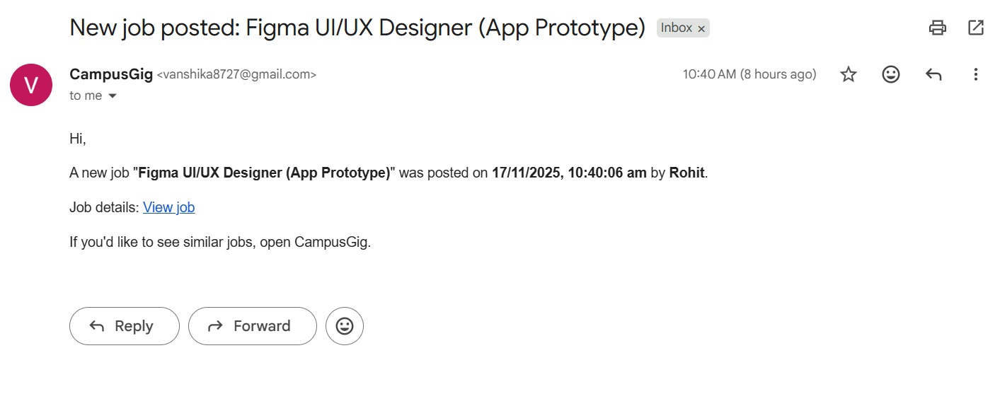 New job posted: Figma UI/UX Designer (App Prototype) Inbox ×
V
CampusGig <vanshika8727@gmail.com> 10:40 AM (8 hours ago)
to me
Hi,
A new job "Figma UI/UX Designer (App Prototype)" was posted on 17/11/2025, 10:40:06 am by Rohit.
Job details: View job
If you'd like to see similar jobs, open CampusGig.
Reply Forward